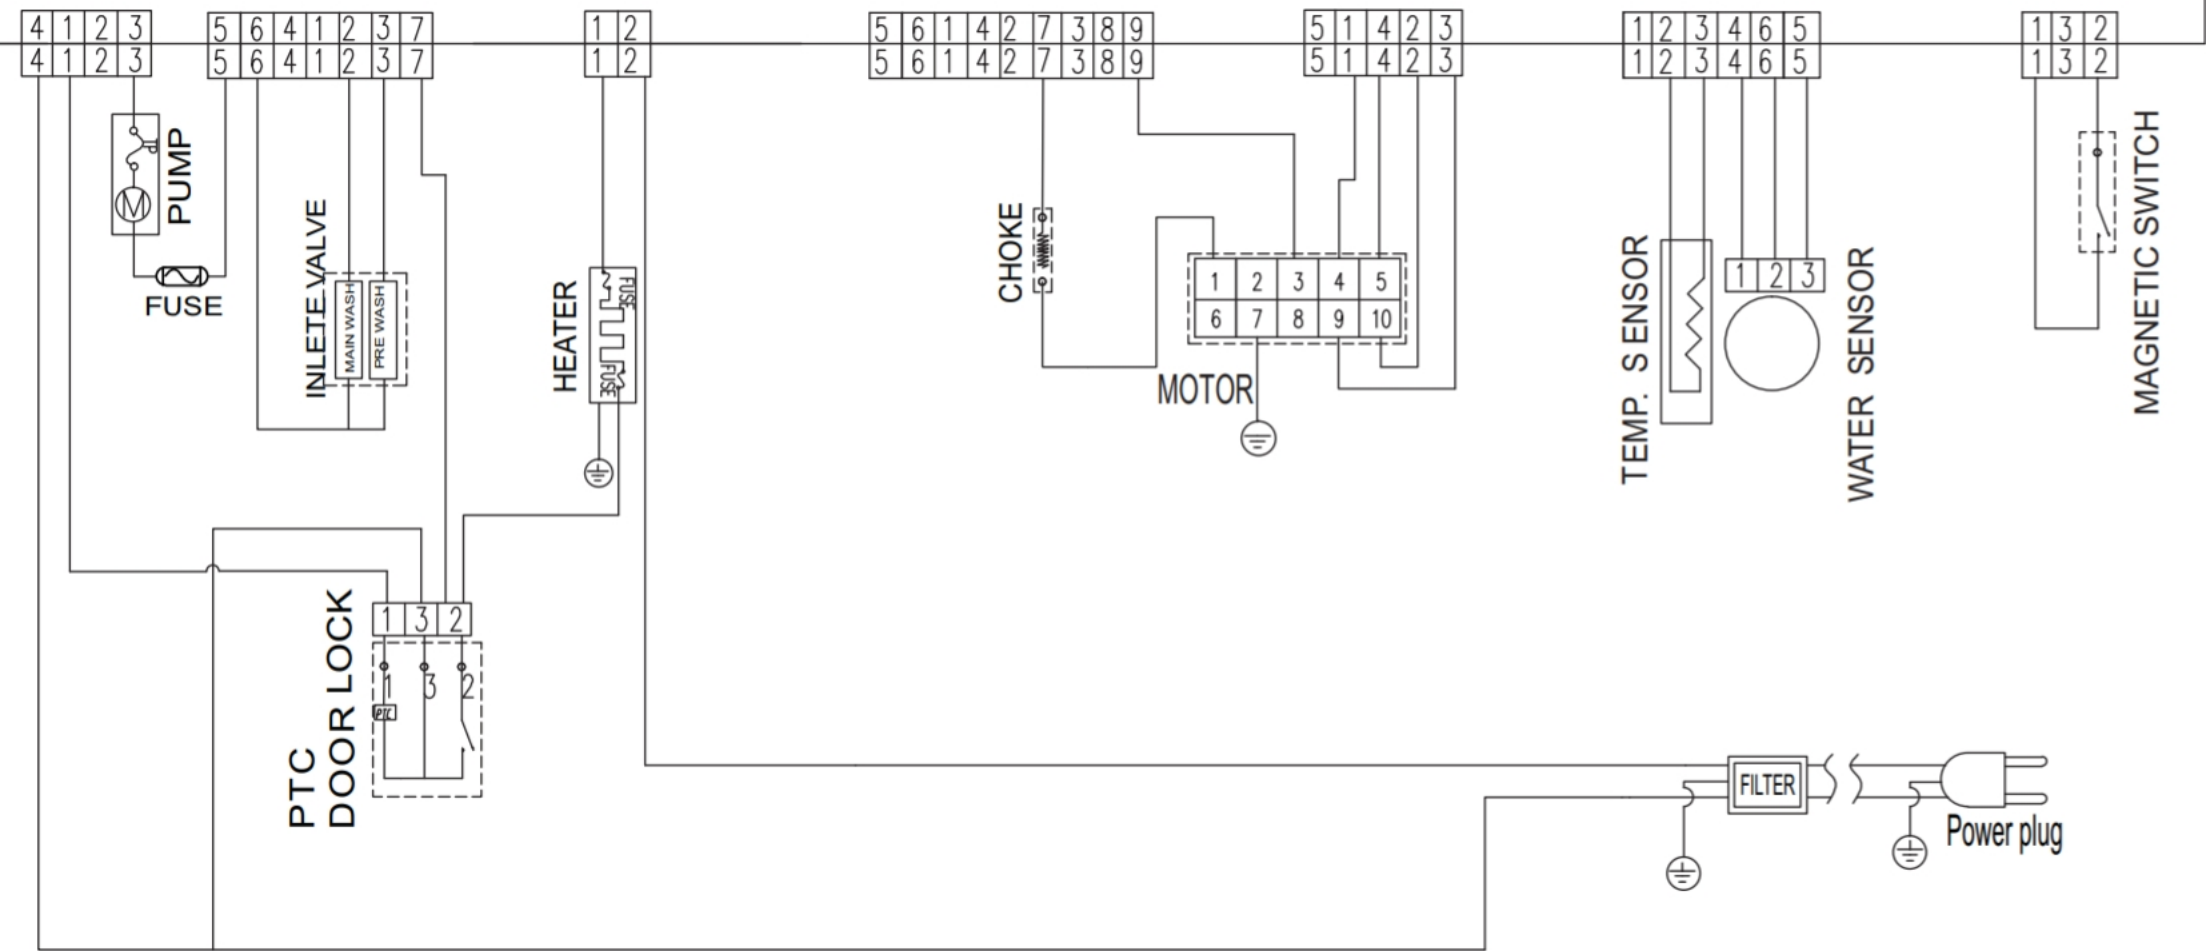 4 1 2 3
4 1 2 3
5 6 4 1 2 3 7
5 6 4 1 2 3 7
1 2
1 2
5 6 1 4 2 7 3 8 9
5 6 1 4 2 7 3 8 9
5 1 4 2 3
5 1 4 2 3
1 2 3 4 6 5
1 2 3 4 6 5
1 3 2
1 3 2
TP
M
PUMP
FUSE
INLETE VALVE
MAIN WASH
PRE WASH
HEATER
FUSE
FUSE
CHOKE
1 2 3 4 5
6 7 8 9 10
MOTOR
TEMP. S ENSOR
1 2 3
WATER SENSOR
MAGNETIC SWITCH
1 3 2
1 3 2
PTC
PTC
DOOR LOCK
FILTER
Power plug